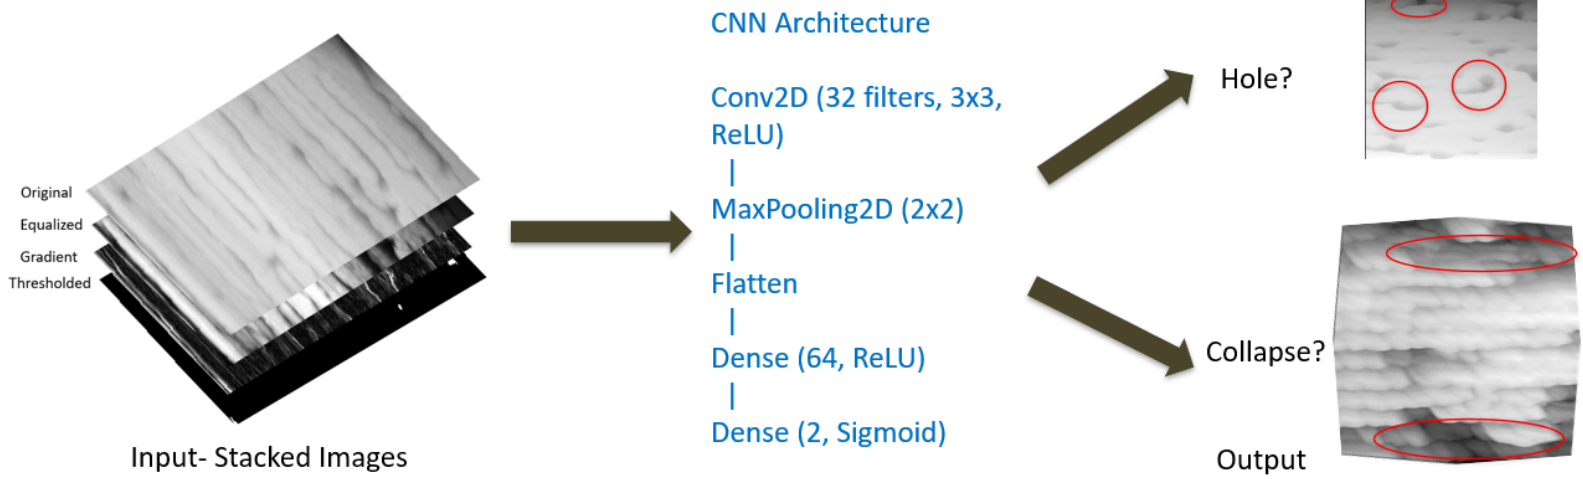 Original
Equalized
Gradient
Thresholded
Input- Stacked Images
CNN Architecture
Conv2D (32 filters, 3x3,
ReLU)
MaxPooling2D (2x2)
Flatten
Dense (64, ReLU)
Dense (2, Sigmoid)
Hole?
Collapse?
Output